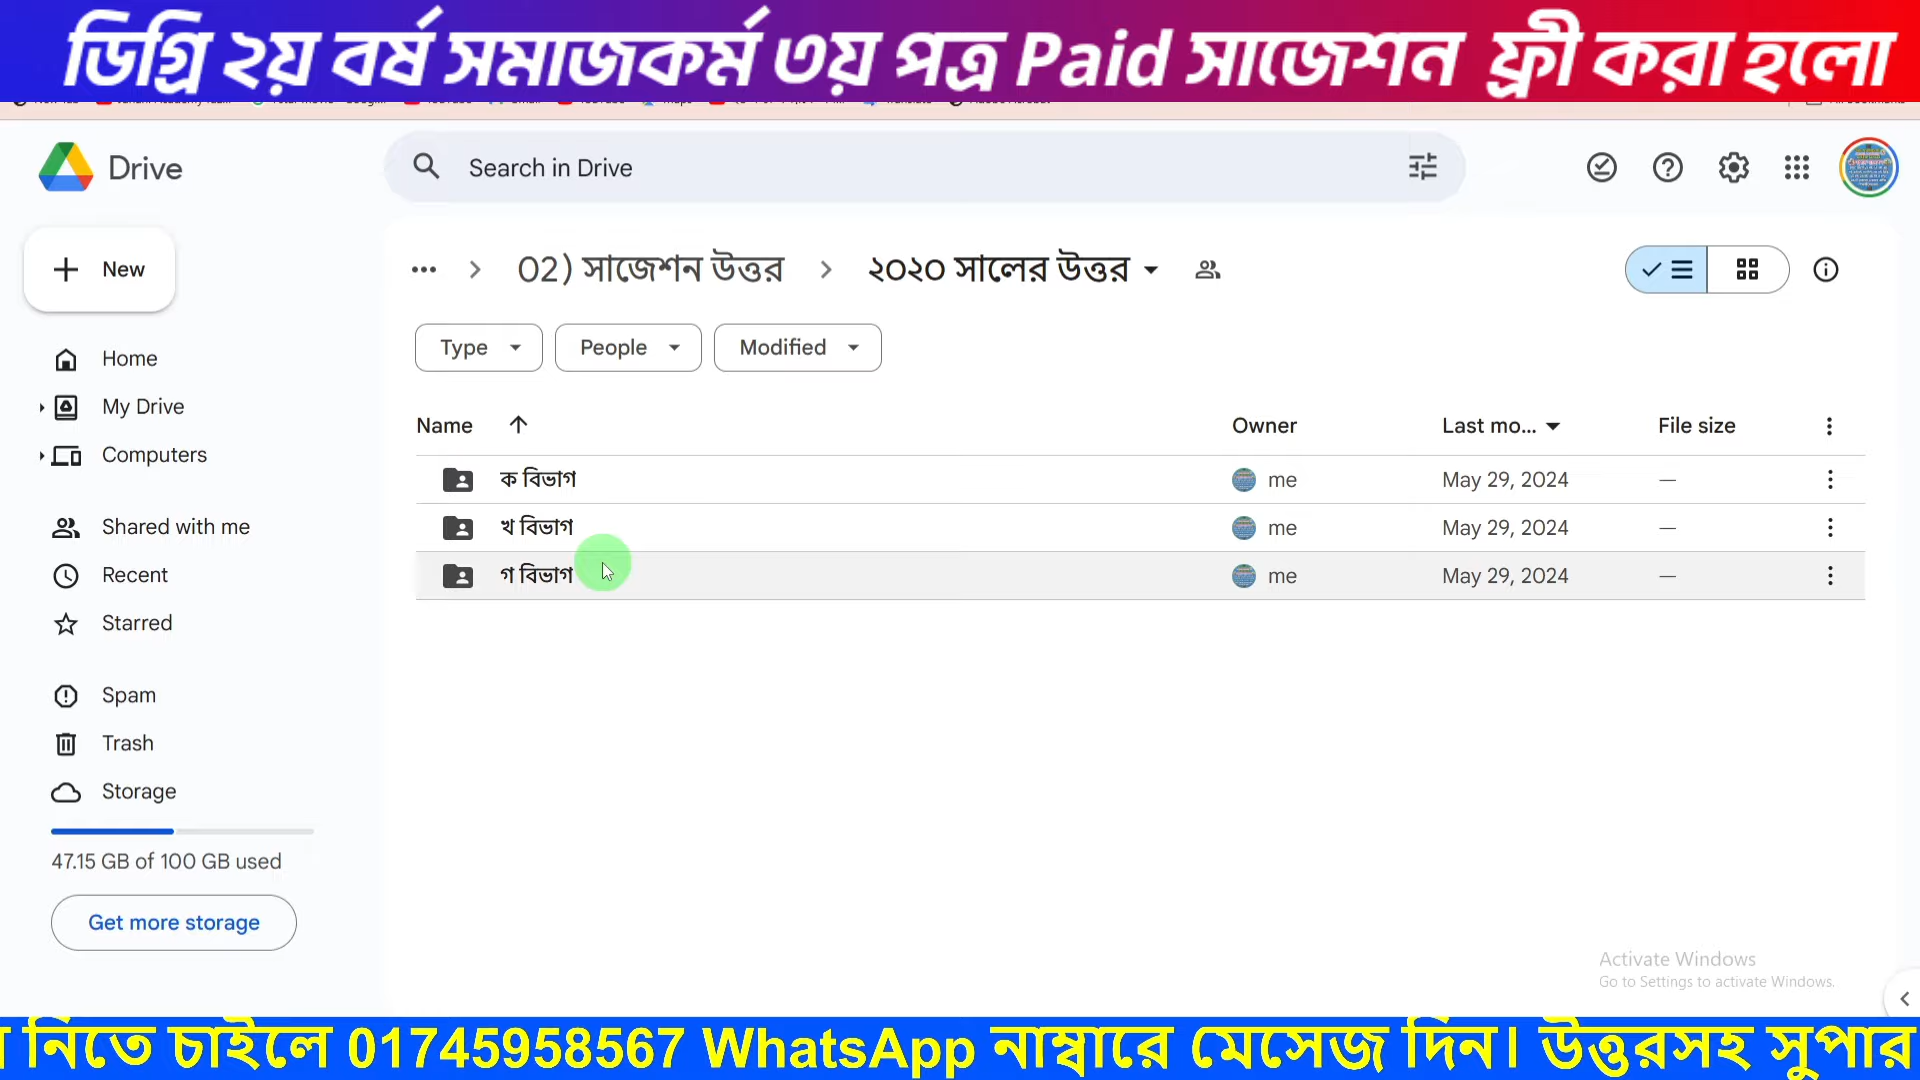 ডিগ্রি ২য় বর্ষ সমাজকর্ম ৩য় পত্র Paid সাজেশন ফ্রী করা হলো
Drive
Search in Drive
New
... > 02) সাজেশন উত্তর > ২০২০ সালের উত্তর
Type
People
Modified
Home
My Drive
Computers
Shared with me
Recent
Starred
Spam
Trash
Storage
47.15 GB of 100 GB used
Get more storage
Name Owner Last mo... File size
ক বিভাগ me May 29, 2024 —
খ বিভাগ me May 29, 2024 —
গ বিভাগ me May 29, 2024 —
Activate Windows
Go to Settings to activate Windows.
নিতে চাইলে 01745958567 WhatsApp নাম্বারে মেসেজ দিন। উত্তরসহ সুপার